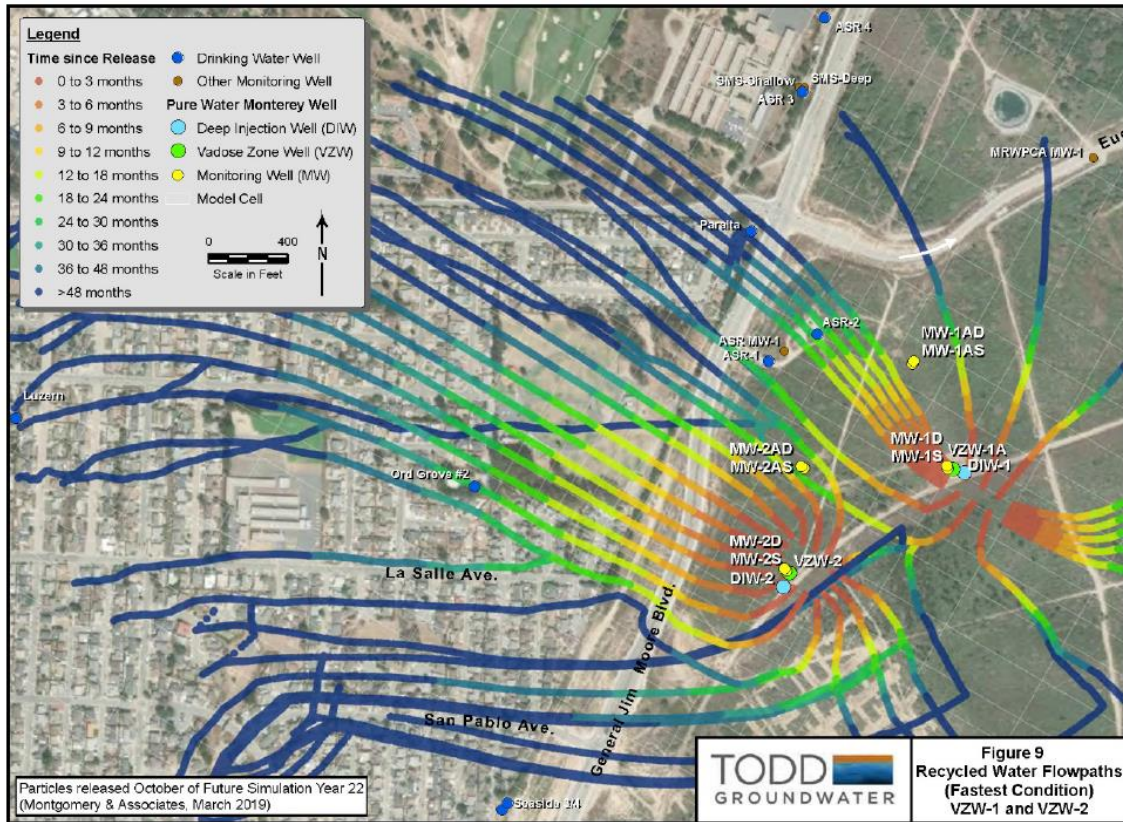 Legend
Time since Release
0 to 3 months
3 to 6 months
6 to 9 months
9 to 12 months
12 to 18 months
18 to 24 months
24 to 30 months
30 to 36 months
36 to 48 months
>48 months
Drinking Water Well
Other Monitoring Well
Pure Water Monterey Well
Deep Injection Well (DIW)
Vadose Zone Well (VZW)
Monitoring Well (MW)
Model Cell
0 400
Scale in Feet
N
ASR 4
SMS-Shallow
SMS-Deep
ASR 3
MRWPCA MW-1
Euc
Paralta
ASR-2
ASR MW-1
ASR-1
MW-1AD
MW-1AS
Luzern
MW-2AD
MW-2AS
MW-1D
MW-1S
VZW-1A
DIW-1
Ord Grove #2
MW-2D
MW-2S
VZW-2
DIW-2
La Salle Ave.
General Jim Moore Blvd.
San Pablo Ave.
Seaside 3/4
Particles released October of Future Simulation Year 22
(Montgomery & Associates, March 2019)
TODD
GROUNDWATER
Figure 9
Recycled Water Flowpaths
(Fastest Condition)
VZW-1 and VZW-2